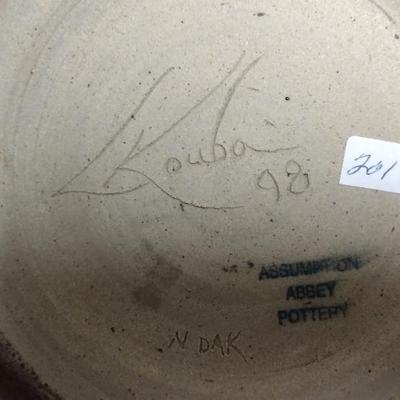 Kouba
98
201
ASSUMPTION
ABBEY
POTTERY
N DAK